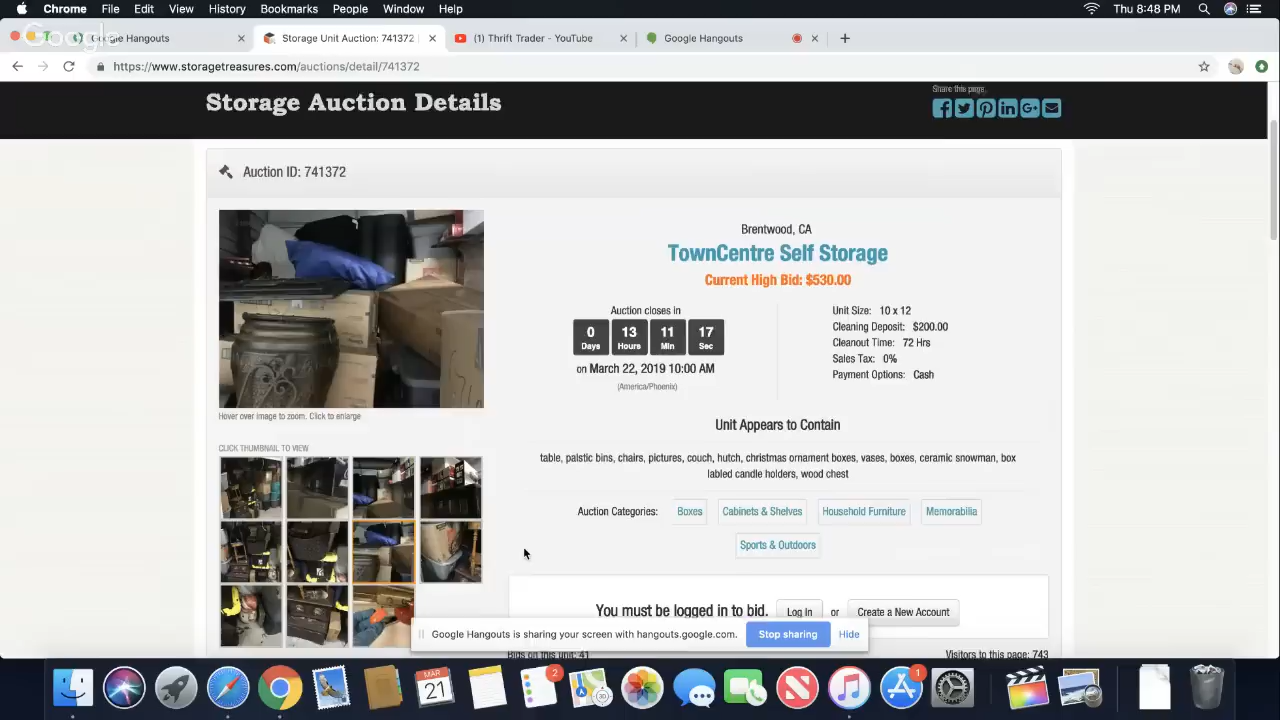 Chrome File Edit View History Bookmarks People Window Help Thu 8:48 PM
Google
Google Hangouts Storage Unit Auction: 741372 (1) Thrift Trader - YouTube Google Hangouts
https://www.storagetreasures.com/auctions/detail/741372
Storage Auction Details
Share this page
Auction ID: 741372
Brentwood, CA
TownCentre Self Storage
Current High Bid: $530.00
Auction closes in
0 13 11 17
Days Hours Min Sec
on March 22, 2019 10:00 AM
(America/Phoenix)
Unit Size: 10 x 12
Cleaning Deposit: $200.00
Cleanout Time: 72 Hrs
Sales Tax: 0%
Payment Options: Cash
Hover over image to zoom. Click to enlarge
CLICK THUMBNAIL TO VIEW
Unit Appears to Contain
table, palstic bins, chairs, pictures, couch, hutch, christmas ornament boxes, vases, boxes, ceramic snowman, box
labled candle holders, wood chest
Auction Categories: Boxes Cabinets & Shelves Household Furniture Memorabilia
Sports & Outdoors
You must be logged in to bid. Log In or Create a New Account
Google Hangouts is sharing your screen with hangouts.google.com. Stop sharing Hide
Bids on this unit: 41 Visitors to this page: 743
MAR
21
2
1